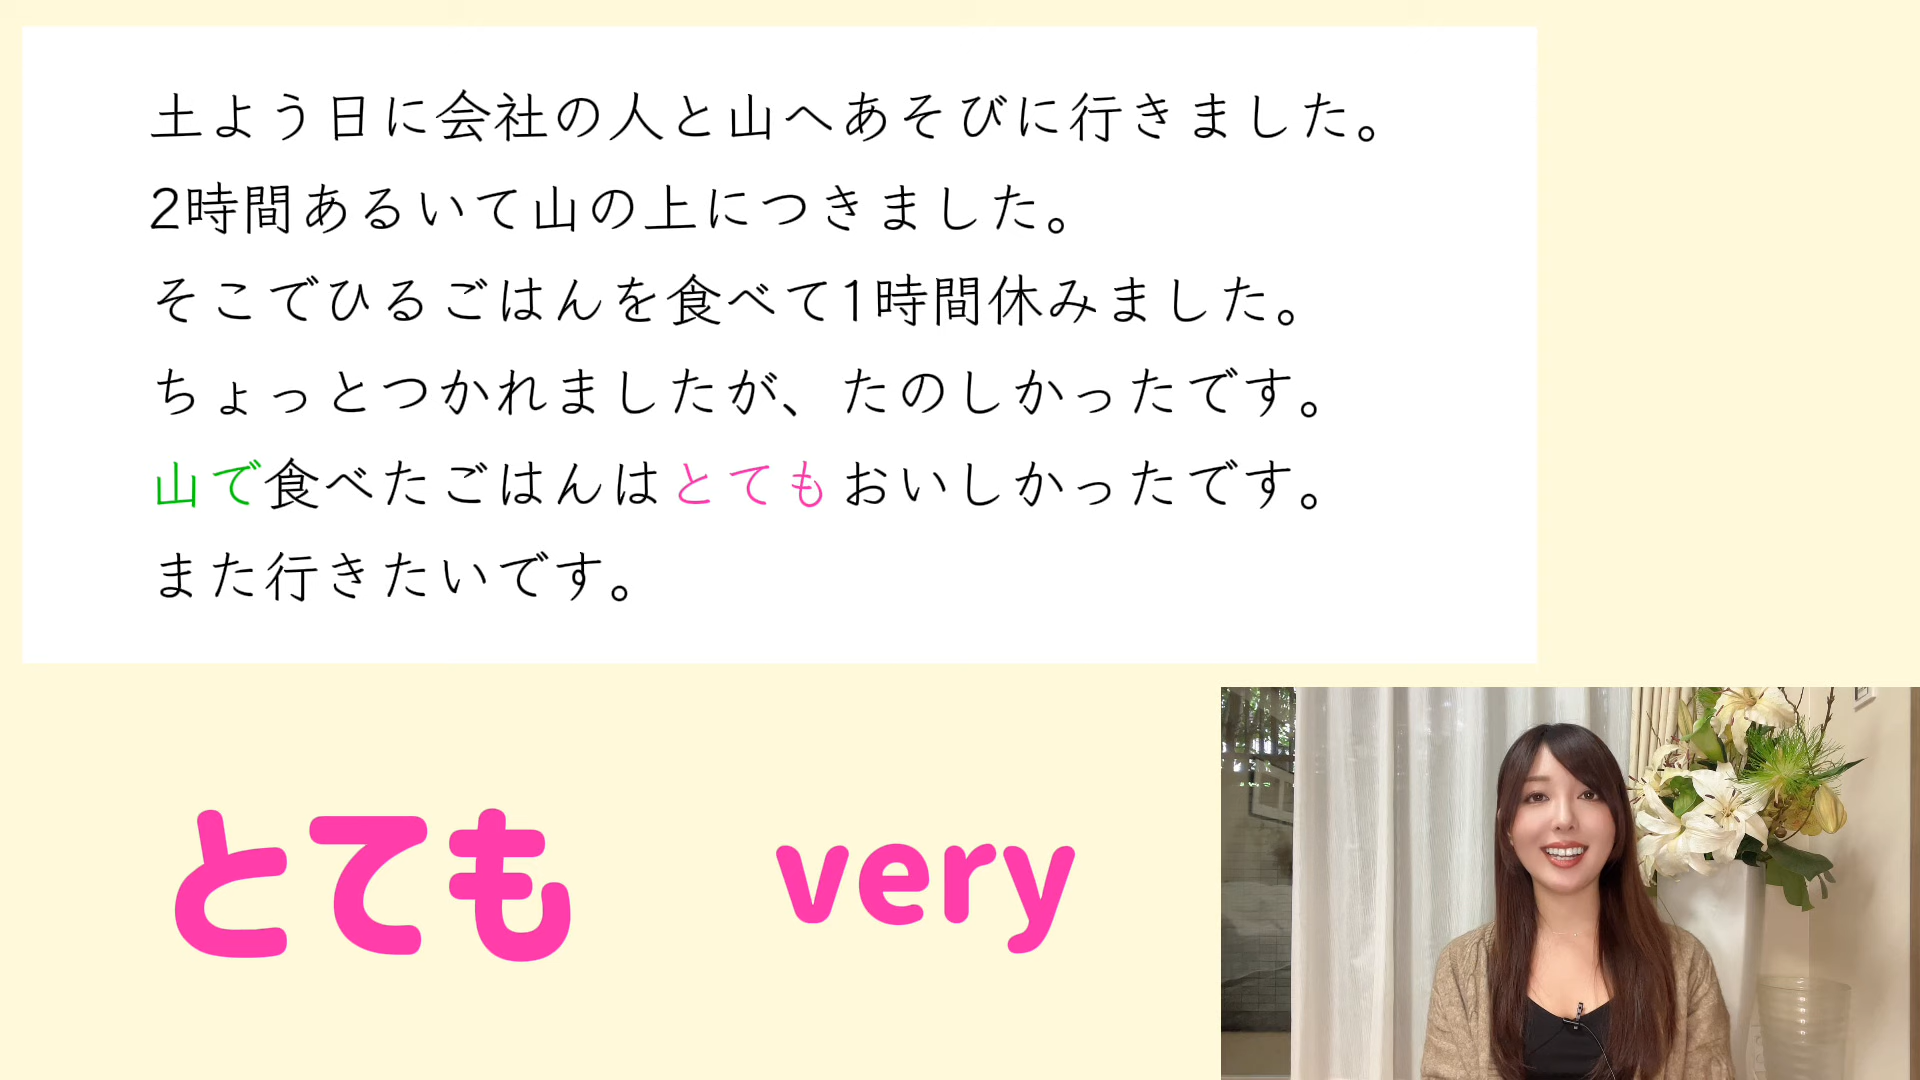 土よう日に会社の人と山へあそびに行きました。
2時間あるいて山の上につきました。
そこでひるごはんを食べて1時間休みました。
ちょっとつかれましたが、たのしかったです。
山で食べたごはんはとてもおいしかったです。
また行きたいです。
とても very